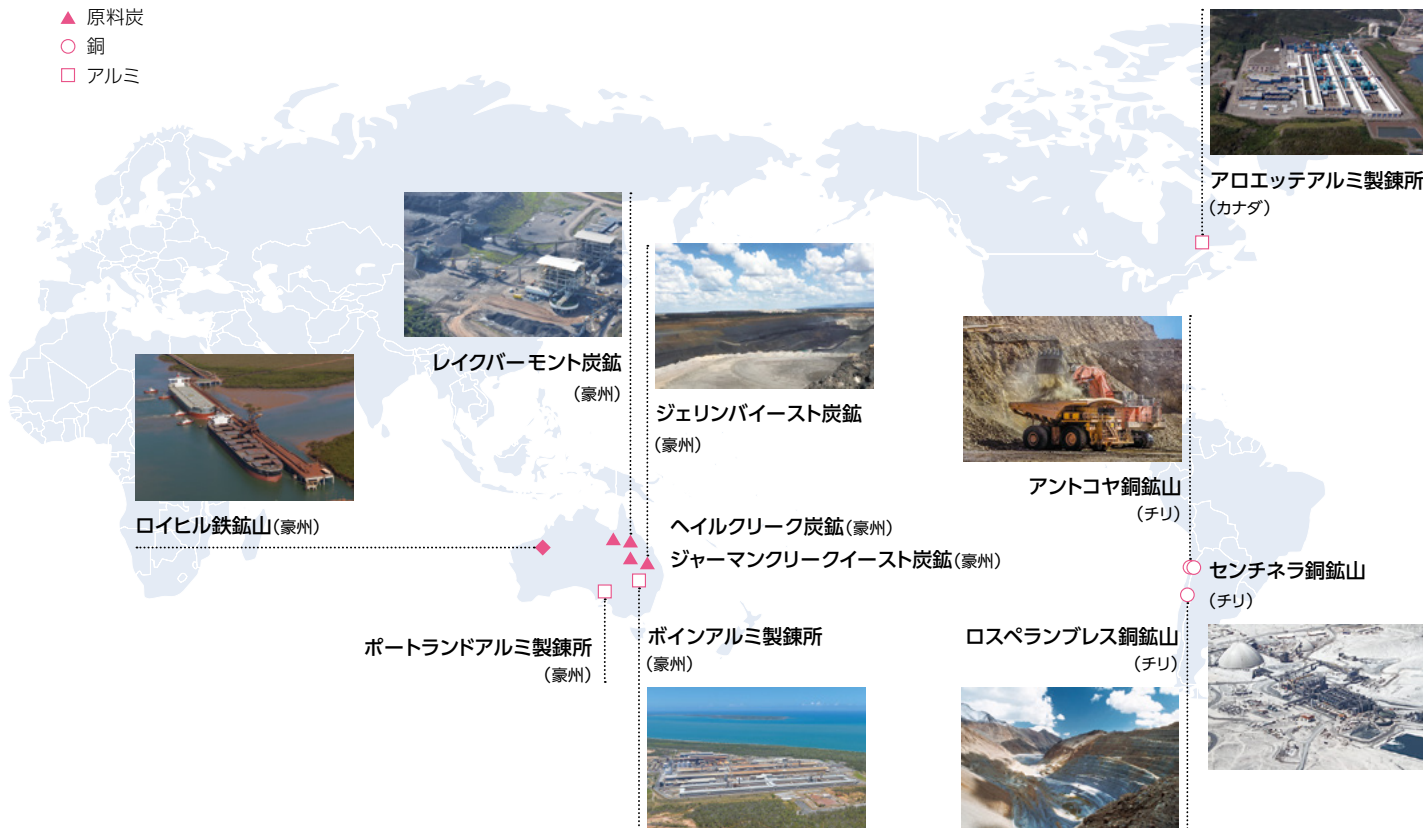 原料炭
銅
アルミ
アロエッテアルミ製錬所
（カナダ）
レイクバーモント炭鉱
（豪州）
ジェリンバイースト炭鉱
（豪州）
アントコヤ銅鉱山
（チリ）
ロイヒル鉄鉱山（豪州）
ヘイルクリーク炭鉱（豪州）
ジャーマンクリークイースト炭鉱（豪州）
センチネラ銅鉱山
（チリ）
ポートランドアルミ製錬所
（豪州）
ボインアルミ製錬所
（豪州）
ロスペランブレス銅鉱山
（チリ）